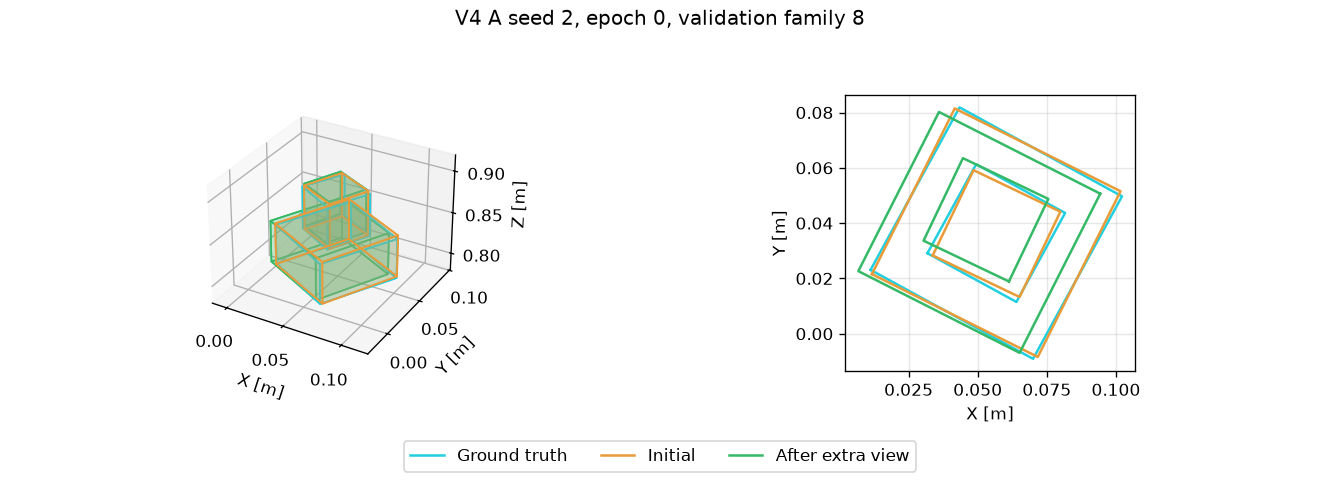 V4 A seed 2, epoch 0, validation family 8
0.90
0.85
0.80
Z [m]
0.10
0.05
0.00
Y [m]
0.00
0.05
0.10
X [m]
0.08
0.06
0.04
0.02
0.00
Y [m]
0.025 0.050 0.075 0.100
X [m]
Ground truth Initial After extra view